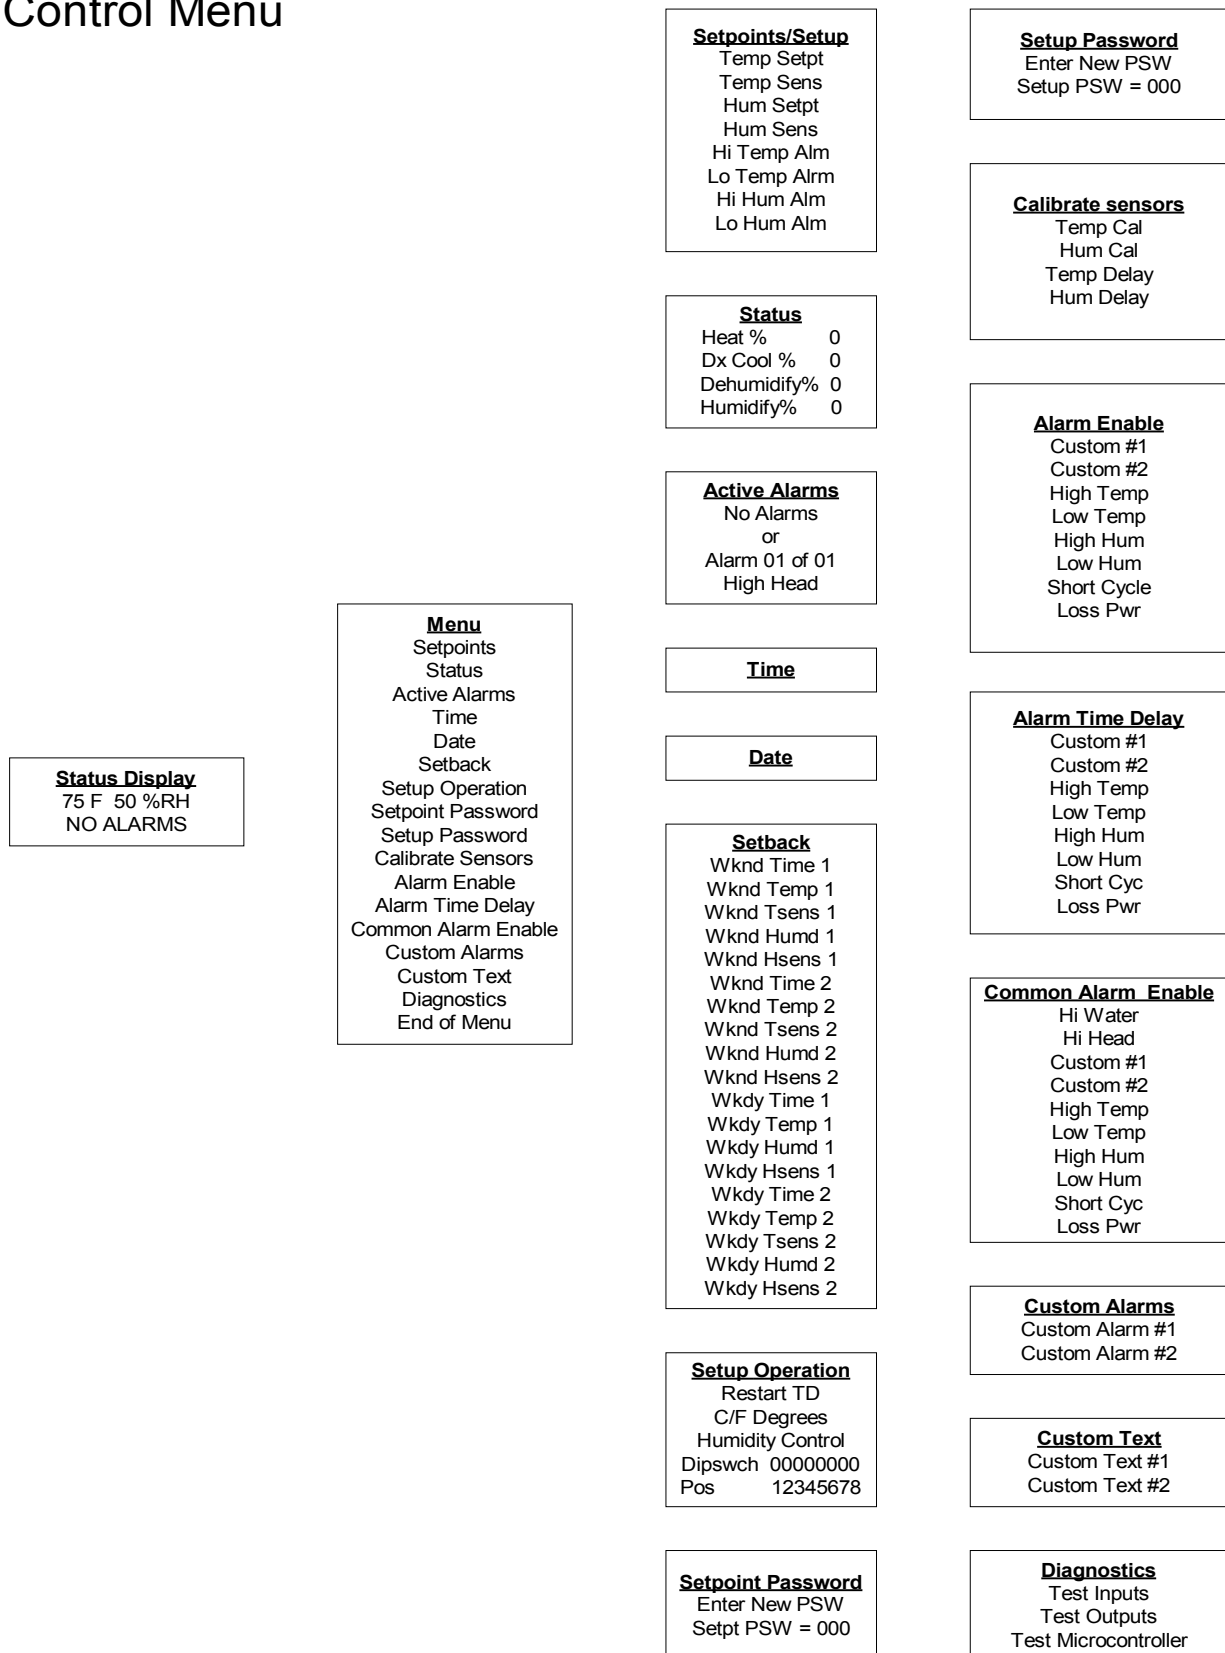 Control Menu
Status Display
75 F 50 %RH
NO ALARMS
Menu
Setpoints
Status
Active Alarms
Time
Date
Setback
Setup Operation
Setpoint Password
Setup Password
Calibrate Sensors
Alarm Enable
Alarm Time Delay
Common Alarm Enable
Custom Alarms
Custom Text
Diagnostics
End of Menu
Setpoints/Setup
Temp Setpt
Temp Sens
Hum Setpt
Hum Sens
Hi Temp Alm
Lo Temp Alrm
Hi Hum Alm
Lo Hum Alm
Status
Heat % 0
Dx Cool % 0
Dehumidify% 0
Humidify% 0
Active Alarms
No Alarms
or
Alarm 01 of 01
High Head
Time
Date
Setback
Wknd Time 1
Wknd Temp 1
Wknd Tsens 1
Wknd Humd 1
Wknd Hsens 1
Wknd Time 2
Wknd Temp 2
Wknd Tsens 2
Wknd Humd 2
Wknd Hsens 2
Wkdy Time 1
Wkdy Temp 1
Wkdy Humd 1
Wkdy Hsens 1
Wkdy Time 2
Wkdy Temp 2
Wkdy Tsens 2
Wkdy Humd 2
Wkdy Hsens 2
Setup Operation
Restart TD
C/F Degrees
Humidity Control
Dipswch 00000000
Pos 12345678
Setpoint Password
Enter New PSW
Setpt PSW = 000
Setup Password
Enter New PSW
Setup PSW = 000
Calibrate sensors
Temp Cal
Hum Cal
Temp Delay
Hum Delay
Alarm Enable
Custom #1
Custom #2
High Temp
Low Temp
High Hum
Low Hum
Short Cycle
Loss Pwr
Alarm Time Delay
Custom #1
Custom #2
High Temp
Low Temp
High Hum
Low Hum
Short Cyc
Loss Pwr
Common Alarm Enable
Hi Water
Hi Head
Custom #1
Custom #2
High Temp
Low Temp
High Hum
Low Hum
Short Cyc
Loss Pwr
Custom Alarms
Custom Alarm #1
Custom Alarm #2
Custom Text
Custom Text #1
Custom Text #2
Diagnostics
Test Inputs
Test Outputs
Test Microcontroller